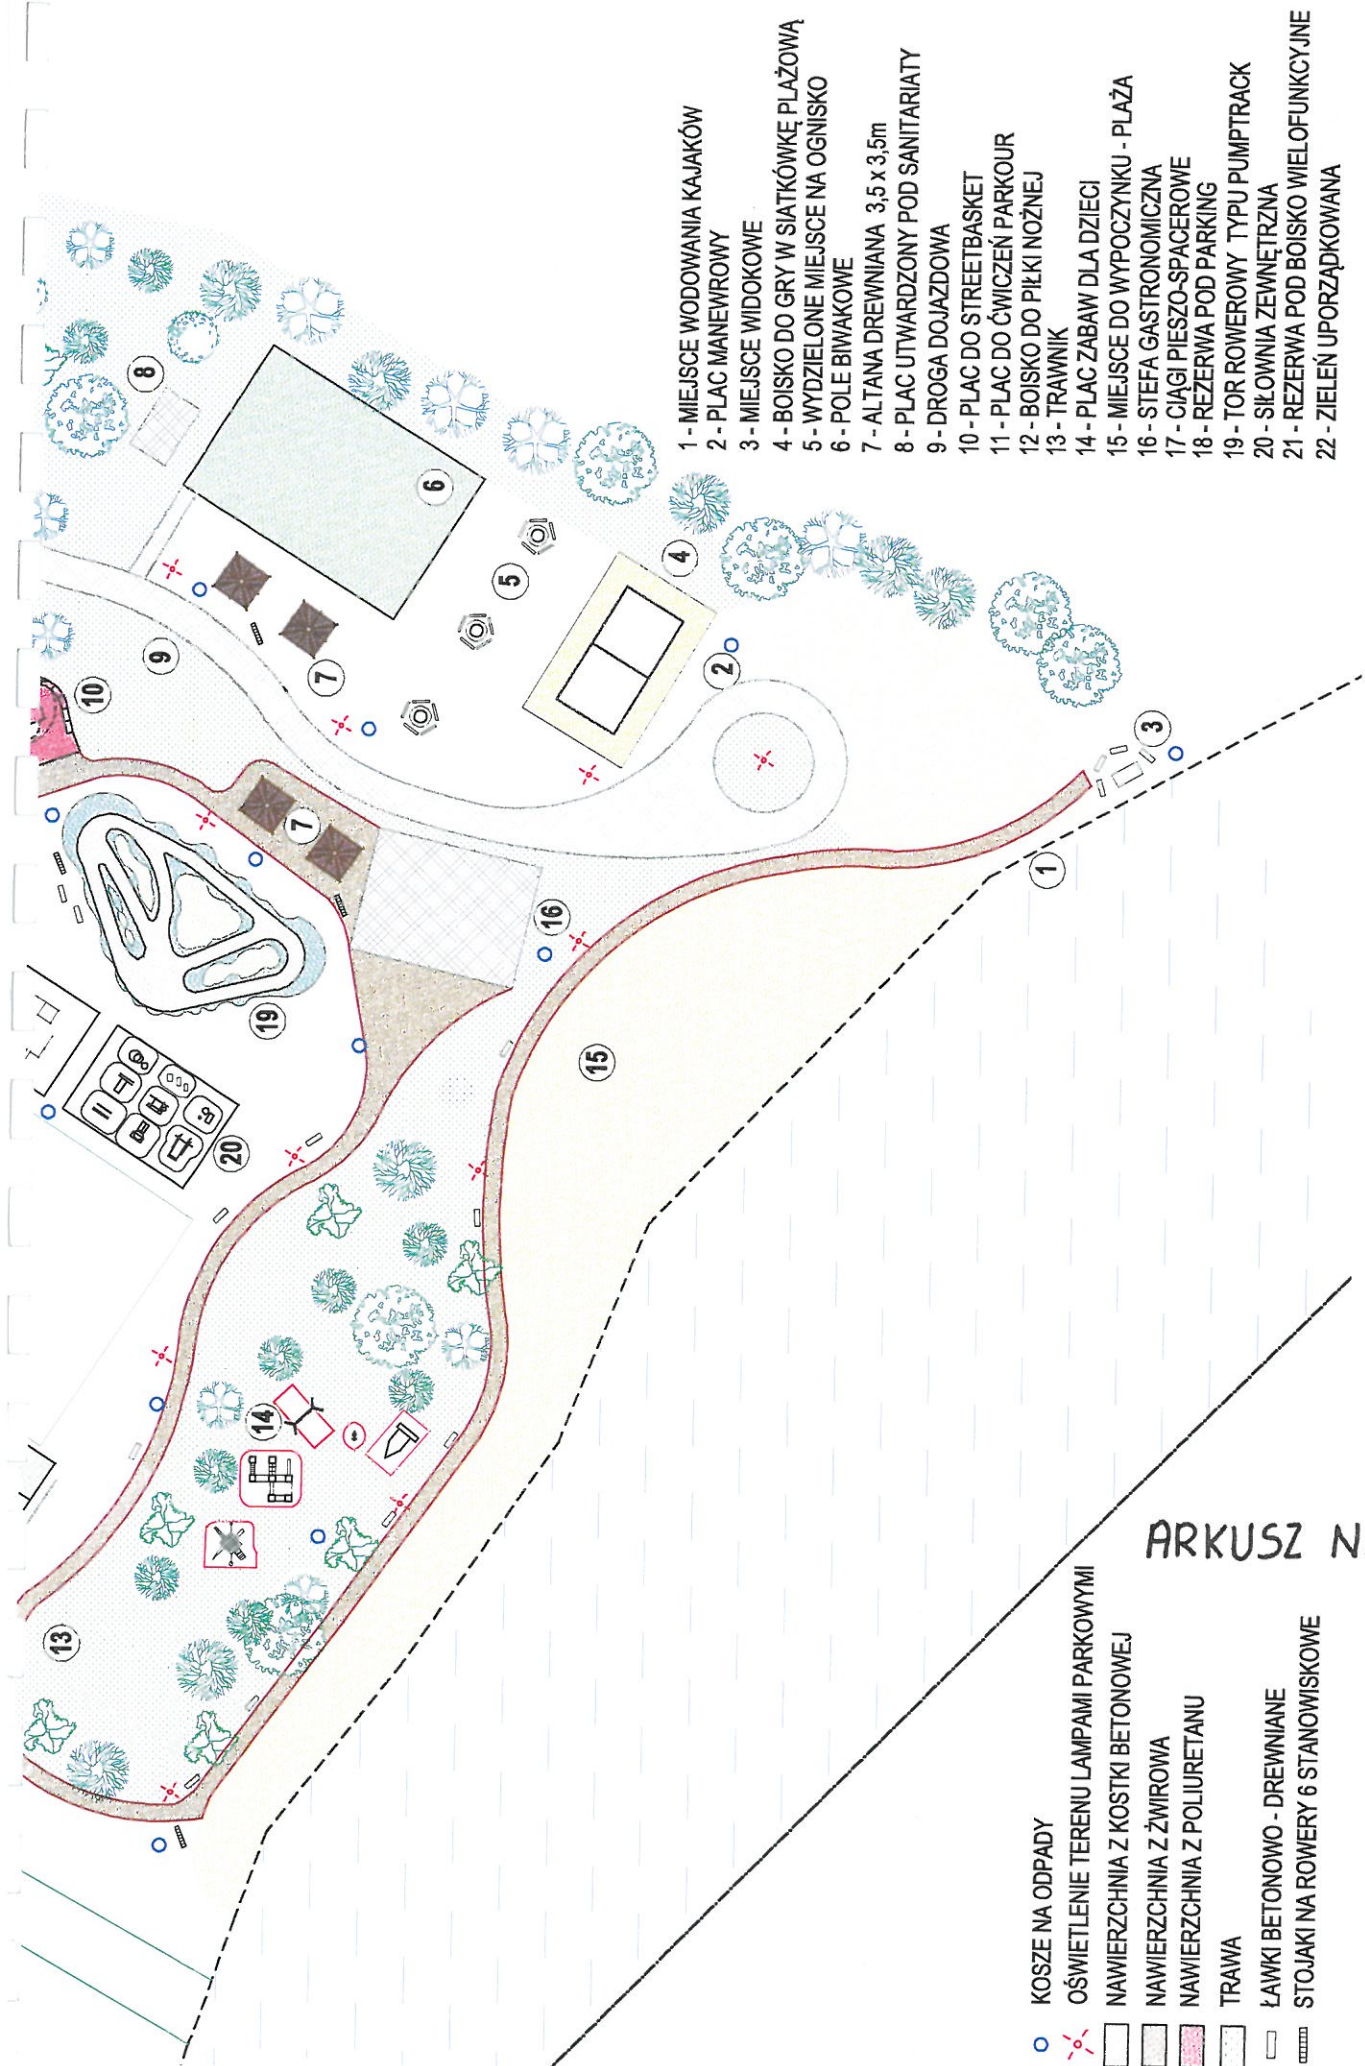 1 - MIEJSCE WODOWANIA KAJAKÓW
2 - PLAC MANEWROWY
3 - MIEJSCE WIDOKOWE
4 - BOISKO DO GRY W SIATKÓWKĘ PLAŻOWĄ
5 - WYDZIELONE MIEJSCE NA OGNISKO
6 - POLE BIWAKOWE
7 - ALTANA DREWNIANA 3,5 x 3,5m
8 - PLAC UTWARDZONY POD SANITARIATY
9 - DROGA DOJAZDOWA
10 - PLAC DO STREETBASKET
11 - PLAC DO ĆWICZEŃ PARKOUR
12 - BOISKO DO PIŁKI NOŻNEJ
13 - TRAWNIK
14 - PLAC ZABAW DLA DZIECI
15 - MIEJSCE DO WYPOCZYNKU - PLAŻA
16 - STEFA GASTRONOMICZNA
17 - CIĄGI PIESZO-SPACEROWE
18 - REZERWA POD PARKING
19 - TOR ROWEROWY TYPU PUMPTRACK
20 - SIŁOWNIA ZEWNĘTRZNA
21 - REZERWA POD BOISKO WIELOFUNKCYJNE
22 - ZIELEŃ UPORZĄDKOWANA
KOSZE NA ODPADY
OŚWIETLENIE TERENU LAMPAMI PARKOWYMI
NAWIERZCHNIA Z KOSTKI BETONOWEJ
NAWIERZCHNIA Z ŻWIROWA
NAWIERZCHNIA Z POLIURETANU
TRAWA
ŁAWKI BETONOWO - DREWNIANE
STOJAKI NA ROWERY 6 STANOWISKOWE
ARKUSZ N
13
14
20
19
15
16
7
10
9
7
8
6
5
4
2
3
1